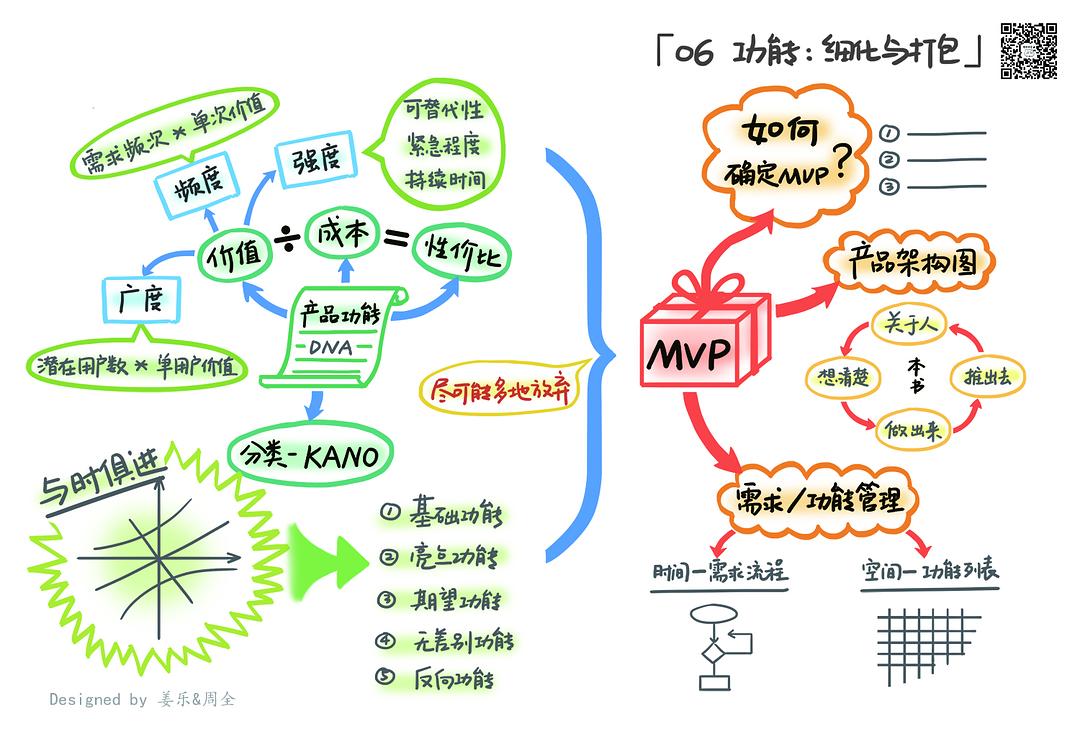 「06 功能：细化与打包」
需求频次 × 单次价值
频度
强度
可替代性
紧急程度
持续时间
价值 ÷ 成本 = 性价比
广度
潜在用户数 × 单用户价值
产品功能
DNA
分类-KANO
与时俱进
① 基础功能
② 亮点功能
③ 期望功能
④ 无差别功能
⑤ 反向功能
尽可能多地放弃
MVP
如何
确定MVP？
①
②
③
产品架构图
关于人
想清楚
本书
推出去
做出来
需求/功能管理
时间-需求流程
空间-功能列表
Designed by 姜乐&周全